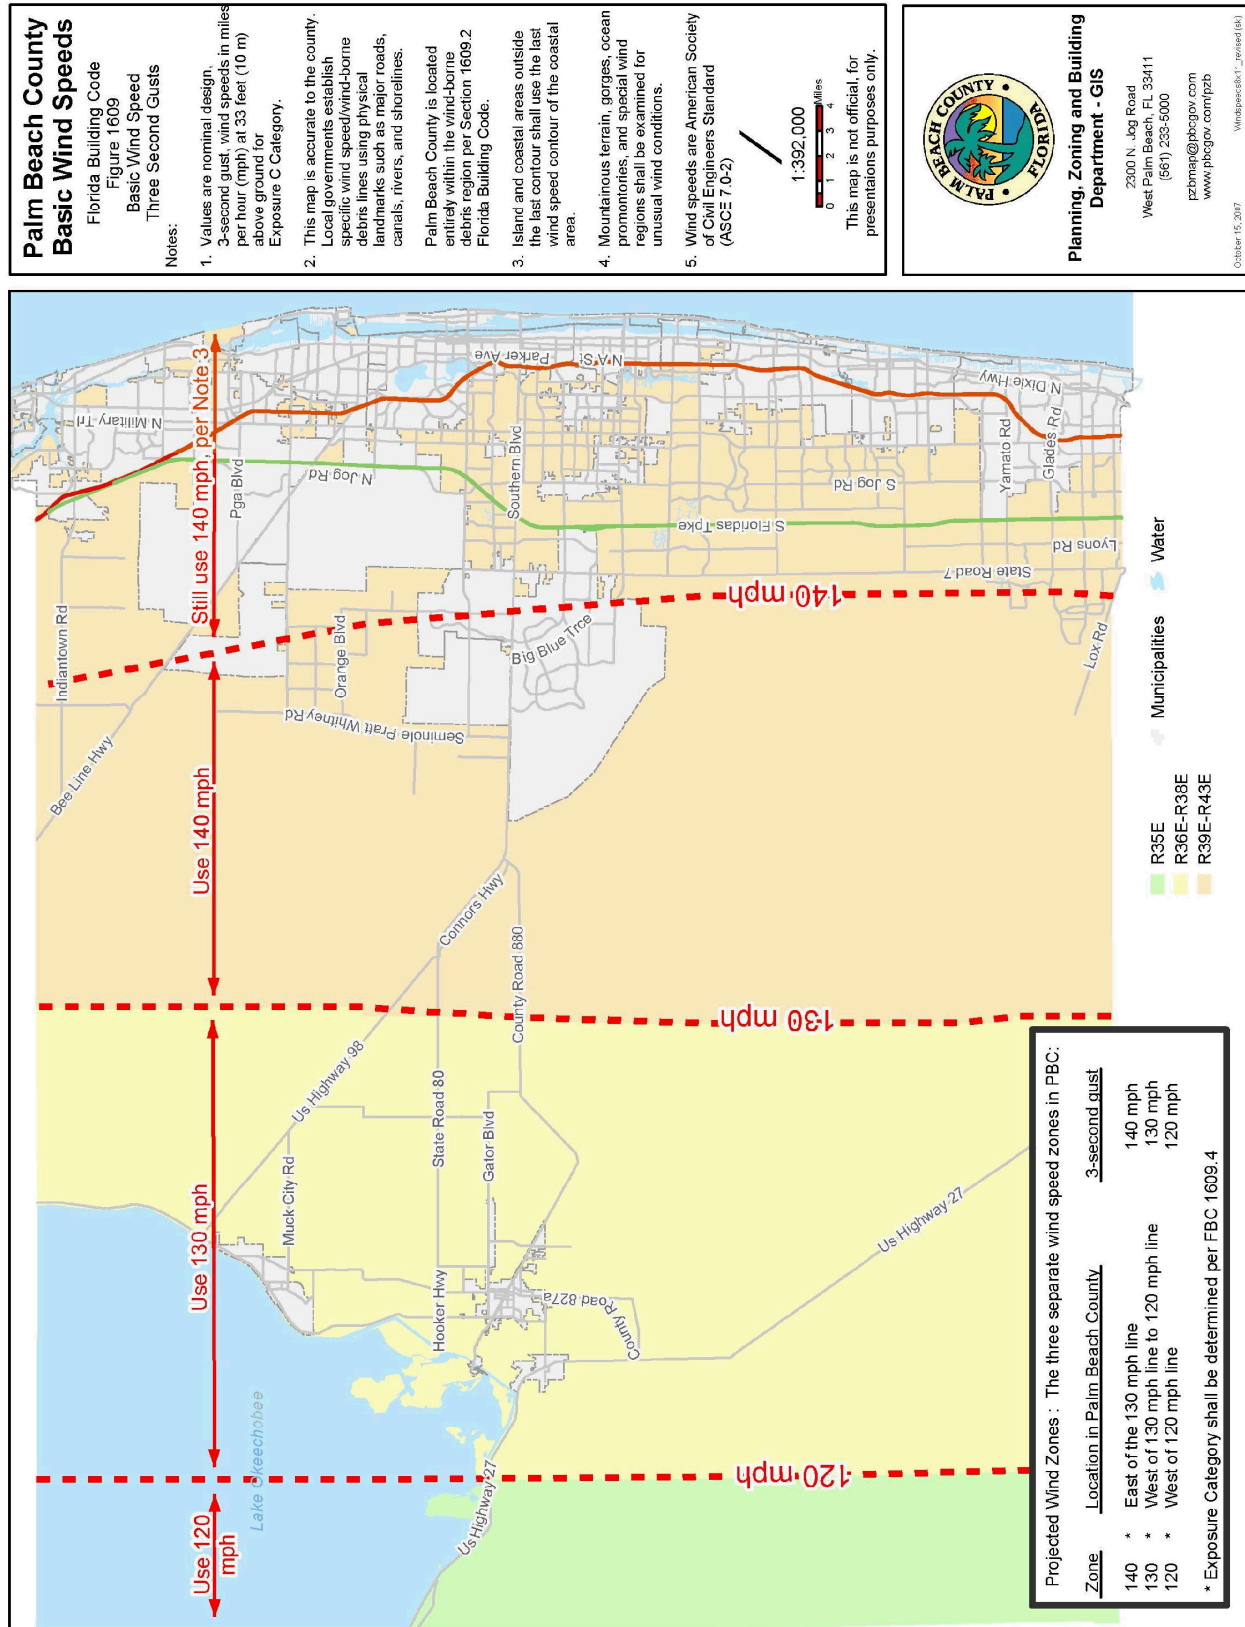 Palm Beach County
Basic Wind Speeds
Florida Building Code
Figure 1609
Basic Wind Speed
Three Second Gusts
Notes:
1. Values are nominal design,
3-second gust, wind speeds in miles
per hour (mph) at 33 feet (10 m)
above ground for
Exposure C Category.
2. This map is accurate to the county.
Local governments establish
specific wind speed/wind-borne
debris lines using physical
landmarks such as major roads,
canals, rivers, and shorelines.
Palm Beach County is located
entirely within the wind-borne
debris region per Section 1609.2
Florida Building Code.
3. Island and coastal areas outside
the last contour shall use the last
wind speed contour of the coastal
area.
4. Mountainous terrain, gorges, ocean
promontories, and special wind
regions shall be examined for
unusual wind conditions.
5. Wind speeds are American Society
of Civil Engineers Standard
(ASCE 7.0-2)
1:392,000
Miles
0 1 2 3 4
This map is not official, for
presentations purposes only.
PALM BEACH COUNTY
FLORIDA
Planning, Zoning and Building
Department - GIS
2300 N. Jog Road
West Palm Beach, FL 33411
(561) 233-5000
pzbmap@pbcgov.com
www.pbcgov.com/pzb
October 15, 2007
Use 120
mph
Use 130 mph
Use 140 mph
Still use 140 mph, per Note 3
120 mph
130 mph
140 mph
Lake Okeechobee
Us Highway 27
Us Highway 27
Muck City Rd
Us Highway 98
Hooker Hwy
State Road 80
Gator Blvd
County Road 827a
County Road 880
Connors Hwy
Bee Line Hwy
Indiantown Rd
Seminole Pratt Whitney Rd
Orange Blvd
Big Blue Trce
Southern Blvd
Pga Blvd
N Jog Rd
N Military Trl
Parker Ave
N A St
S Floridas Tpke
S Jog Rd
State Road 7
Lyons Rd
Lox Rd
Yamato Rd
Glades Rd
N Dixie Hwy
R35E
R36E-R38E
R39E-R43E
Municipalities
Water
Projected Wind Zones : The three separate wind speed zones in PBC:
Zone Location in Palm Beach County 3-second gust
140 * East of the 130 mph line 140 mph
130 * West of 130 mph line to 120 mph line 130 mph
120 * West of 120 mph line 120 mph
* Exposure Category shall be determined per FBC 1609.4